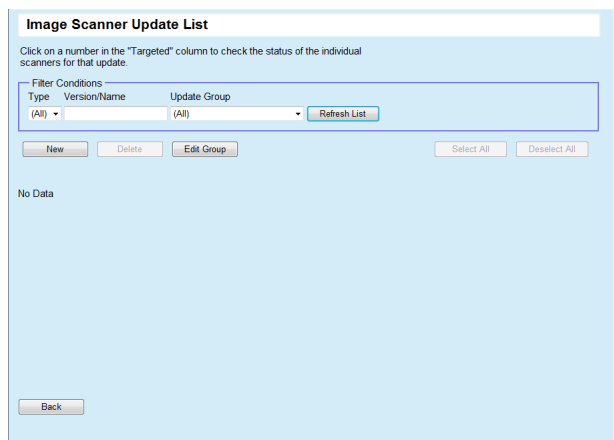 Image Scanner Update List
Click on a number in the "Targeted" column to check the status of the individual
scanners for that update.
Filter Conditions
Type Version/Name Update Group
(All) (All) Refresh List
New Delete Edit Group Select All Deselect All
No Data
Back